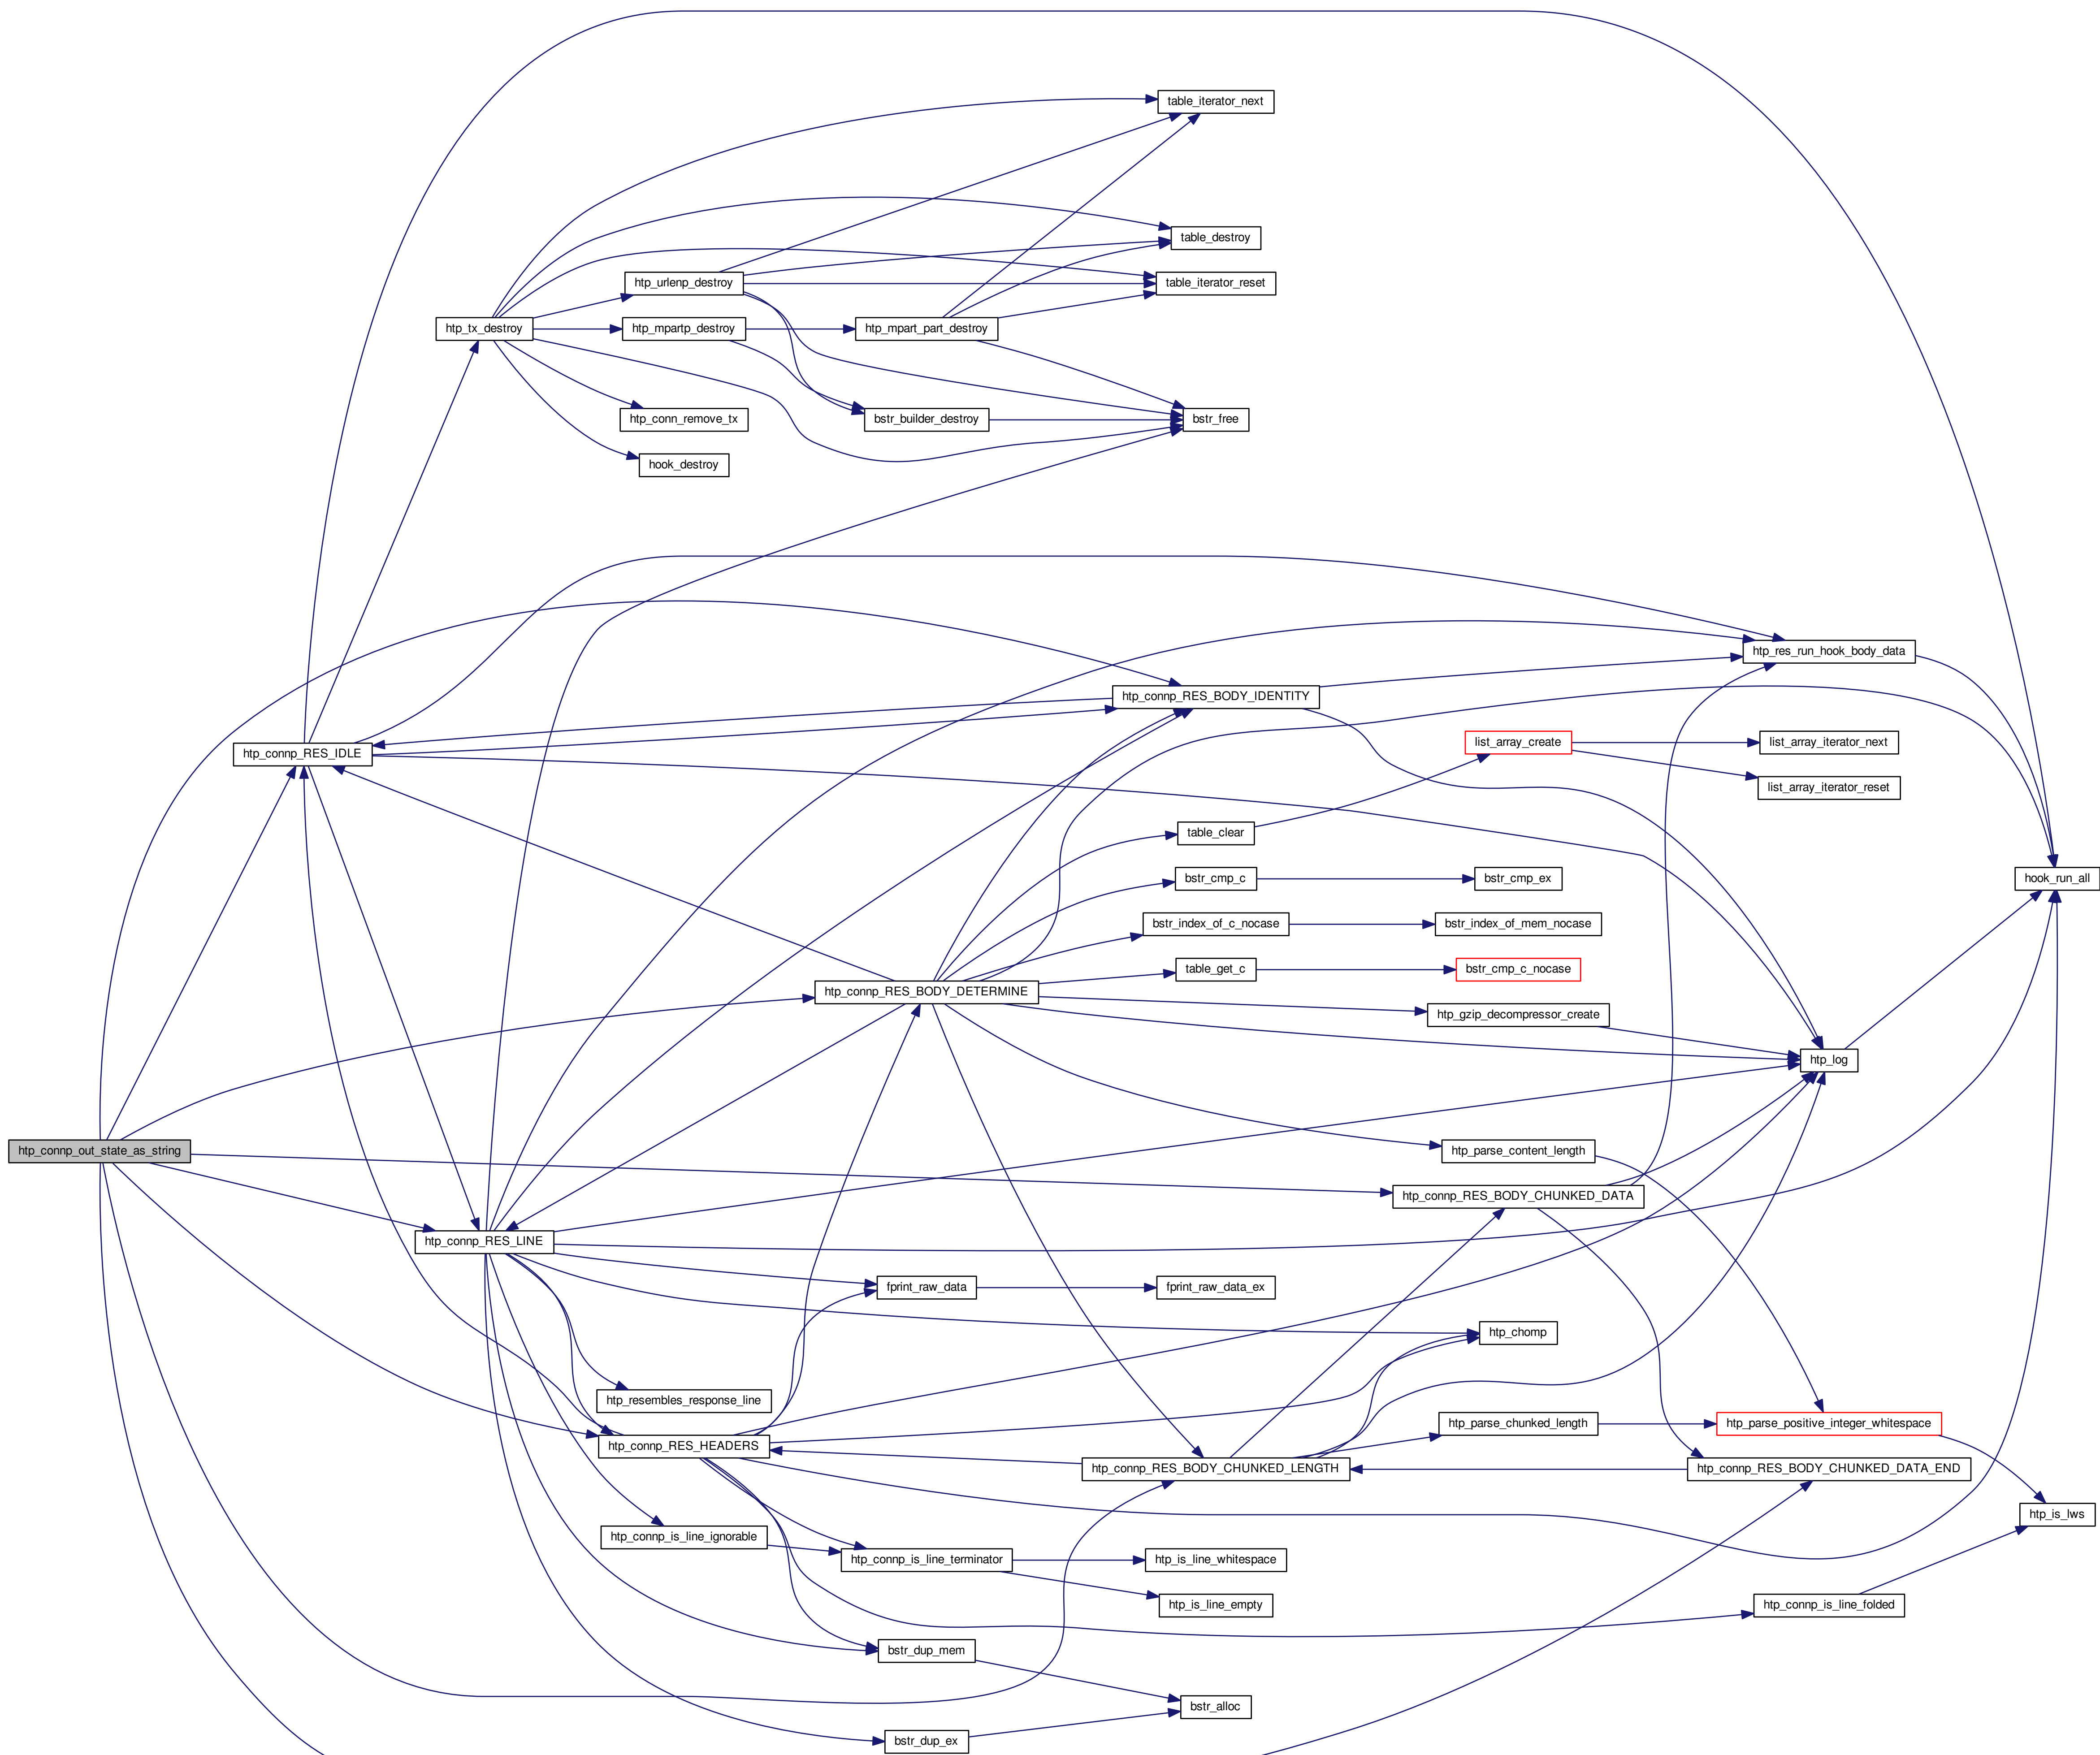 table_iterator_next
table_destroy
htp_urlenp_destroy
table_iterator_reset
htp_tx_destroy
htp_mpartp_destroy
htp_mpart_part_destroy
htp_conn_remove_tx
bstr_builder_destroy
bstr_free
hook_destroy
htp_res_run_hook_body_data
htp_connp_RES_BODY_IDENTITY
htp_connp_RES_IDLE
list_array_create
list_array_iterator_next
list_array_iterator_reset
table_clear
bstr_cmp_c
bstr_cmp_ex
hook_run_all
bstr_index_of_c_nocase
bstr_index_of_mem_nocase
table_get_c
bstr_cmp_c_nocase
htp_connp_RES_BODY_DETERMINE
htp_gzip_decompressor_create
htp_log
htp_connp_out_state_as_string
htp_parse_content_length
htp_connp_RES_BODY_CHUNKED_DATA
htp_connp_RES_LINE
fprint_raw_data
fprint_raw_data_ex
htp_chomp
htp_resembles_response_line
htp_parse_chunked_length
htp_parse_positive_integer_whitespace
htp_connp_RES_HEADERS
htp_connp_RES_BODY_CHUNKED_LENGTH
htp_connp_RES_BODY_CHUNKED_DATA_END
htp_is_lws
htp_connp_is_line_ignorable
htp_connp_is_line_terminator
htp_is_line_whitespace
htp_is_line_empty
htp_connp_is_line_folded
bstr_dup_mem
bstr_alloc
bstr_dup_ex